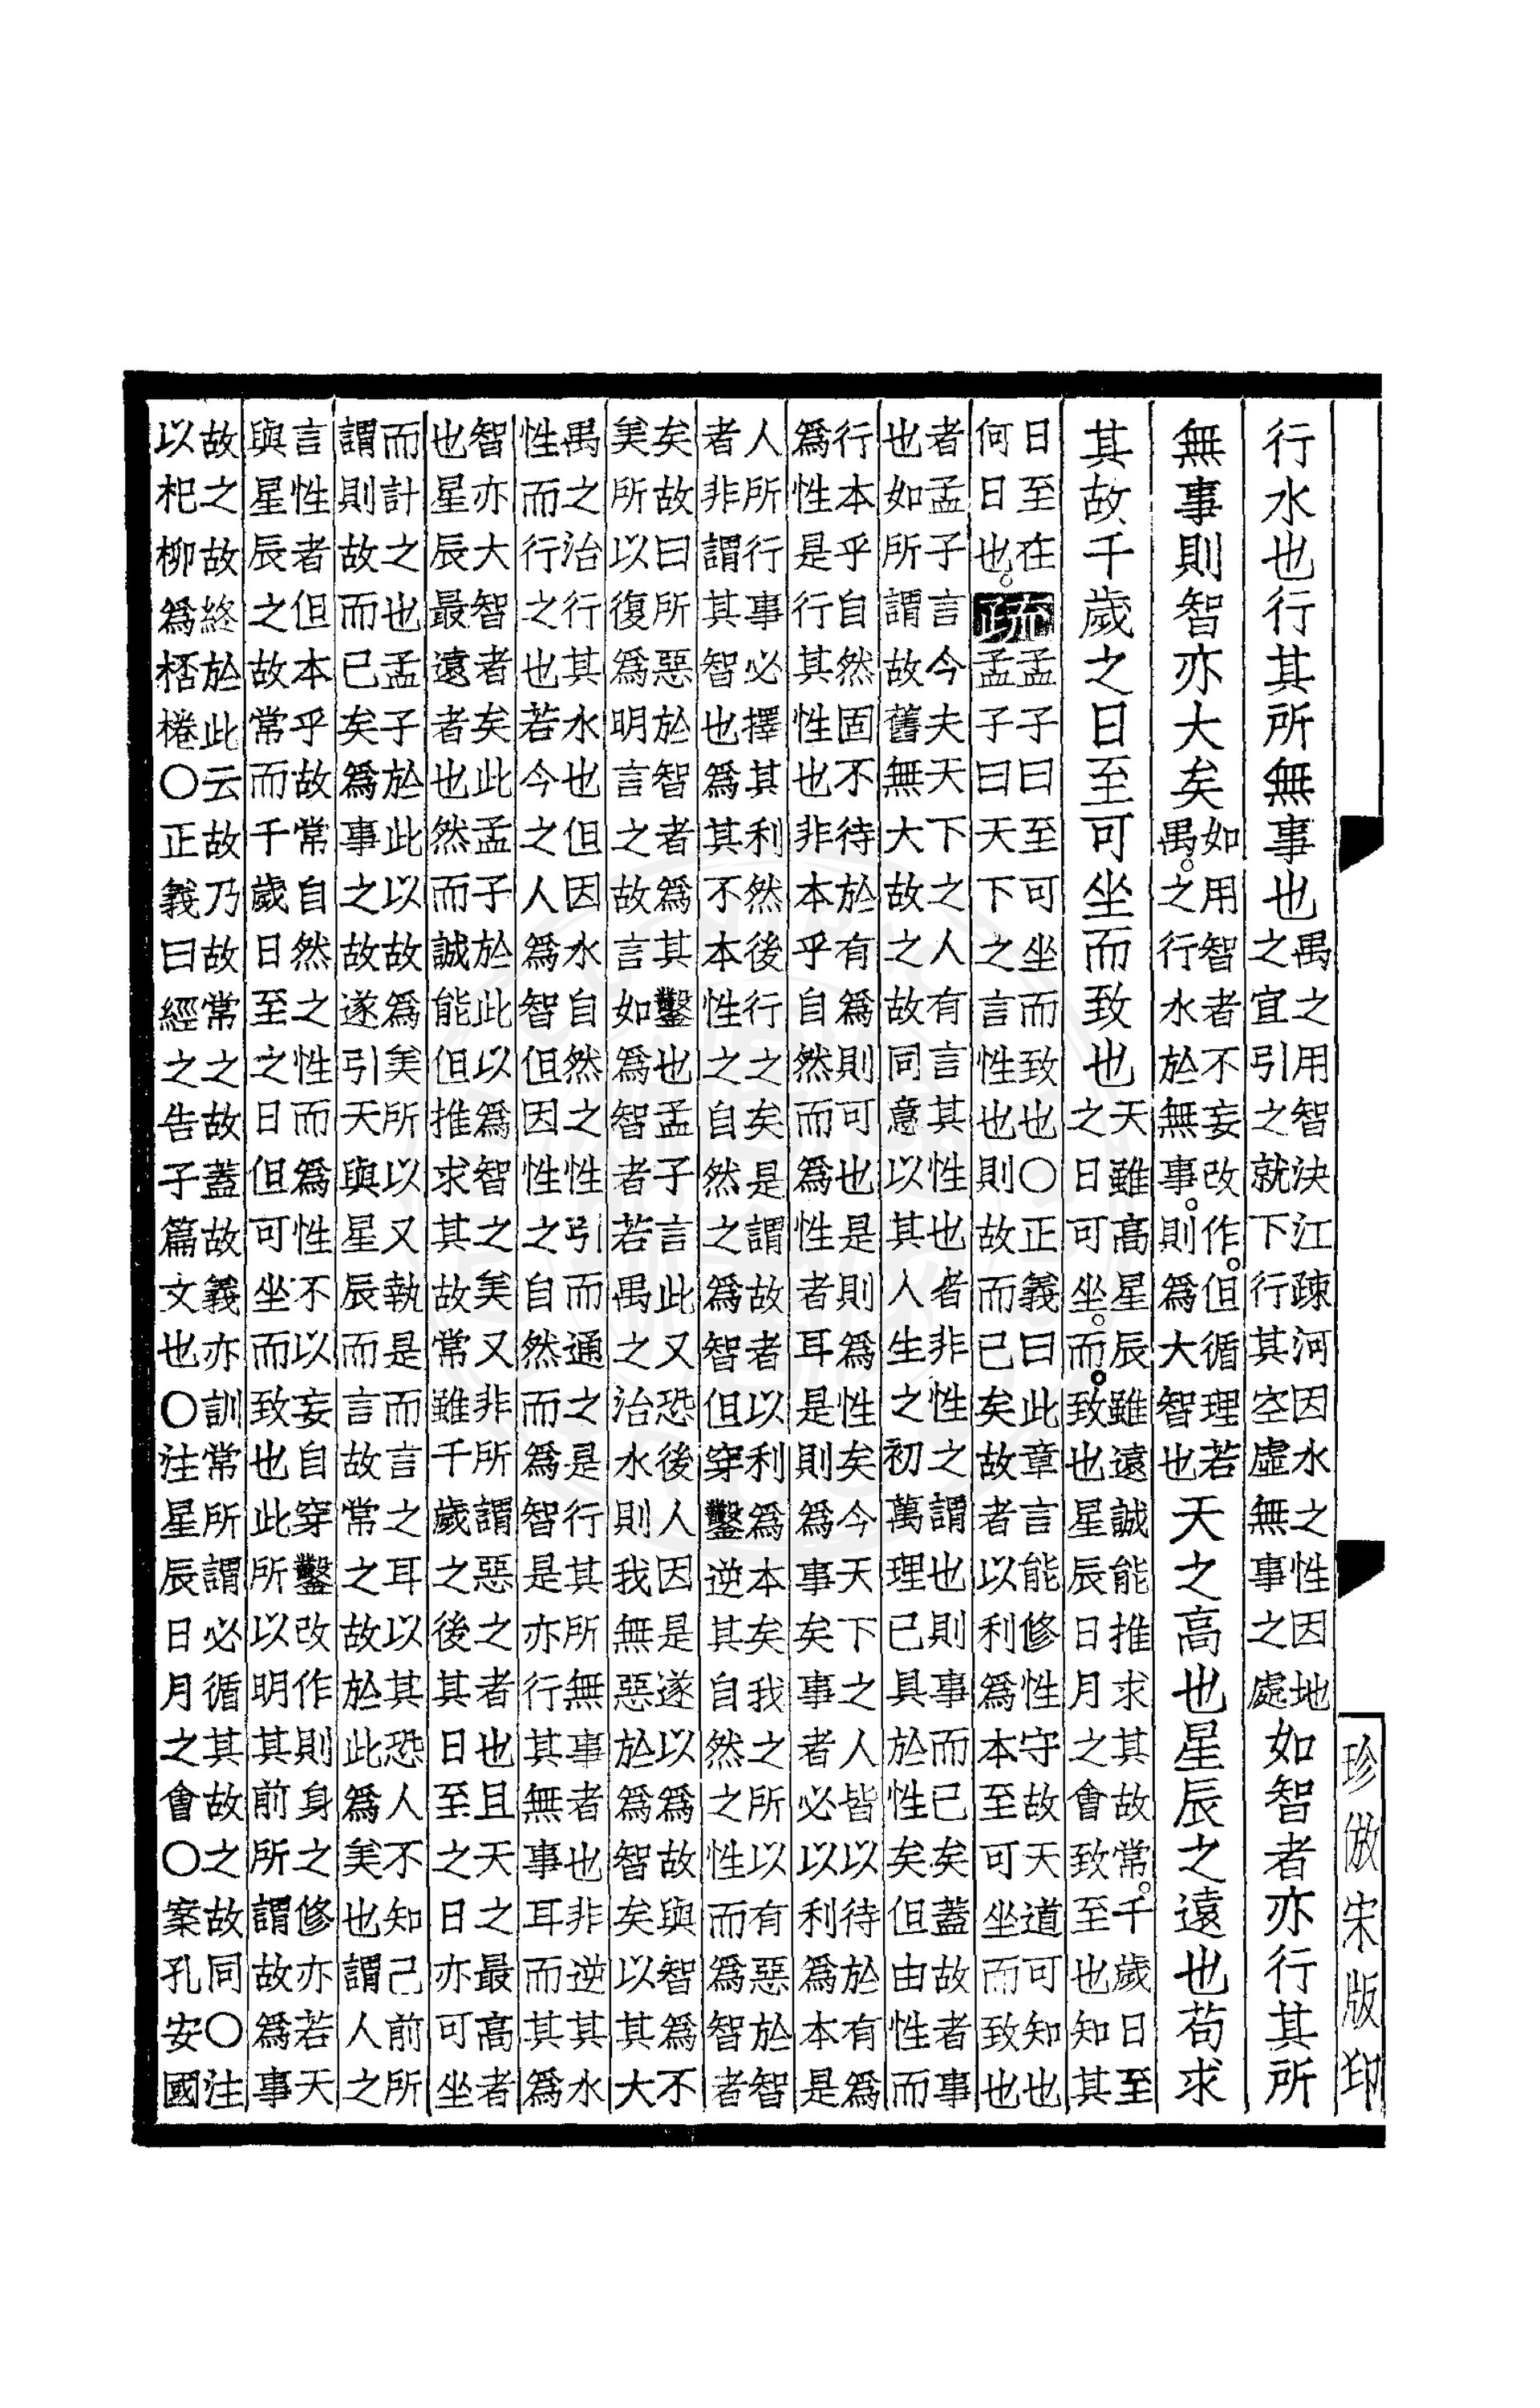 行水也行其所無事也
禹之用智決江疎河因水之性因地
之宜引之就下行其空虛無事之處
如智者亦行其所
無事則智亦大矣
如用智者不妄改作。但循理若
禹。之行水於無事。則爲大智也
天之高也星辰之遠也苟求
其故千歲之日至可坐而致也
天雖高星辰雖遠誠能推求其故常。千歲日至
之日可坐。而。致也星辰日月之會致至也知其
日至在
何日也。
疏
孟子曰至可坐而致也○正義曰此章言能修性守故天道可知也
孟子曰天下之言性也則故而已矣故者以利爲本至可坐而致也
者孟子言今夫天下之人有言其性也者非性之謂也則事而已矣蓋故者事
也如所謂故舊無大故之故同意以其人生之初萬理已具於性矣但由性而
行本乎自然固不待於有爲則可也是則爲性矣今天下之人皆以待於有爲
爲性是行其性也非本乎自然而爲性者耳是則爲事矣事者必以利爲本是
人所行事必擇其利然後行之矣是謂故者以利爲本矣我之所以有惡於智
者非謂其智也爲其不本性之自然之爲智但穿鑿逆其自然之性而爲智者
矣故曰所惡於智者爲其鑿也孟子言此又恐後人因是遂以爲故與智爲不
美所以復爲明言之故言如爲智者若禹之治水則我無惡於爲智矣以其大
禹之治行其水也但因水自然之性引而通之是行其所無事者也非逆其水
性而行之也若今之人爲智但因性之自然而爲智是亦行其無事耳而其爲
智亦大智者矣此孟子於此以爲智之美又非所謂惡之者也且天之最高者
也星辰最遠者也然而誠能但推求其故常雖千歲之後其日至之日亦可坐
而計之也孟子於此以故爲美所以又執是而言之耳以其恐人不知己前所
謂則故而已矣爲事之故遂引天與星辰而言故常之故於此爲美也謂人之
言性者但本乎故常自然之性而爲性不以妄自穿鑿改作則身之修亦若天
與星辰之故常而千歲日至之日但可坐而致也此所以明其前所謂故爲事
故之故終於此云故乃故常之故蓋故義亦訓常所謂必循其故之故同○注
以杞柳爲桮棬○正義曰經之告子篇文也○注星辰日月之會○案孔安國
珍倣宋版印